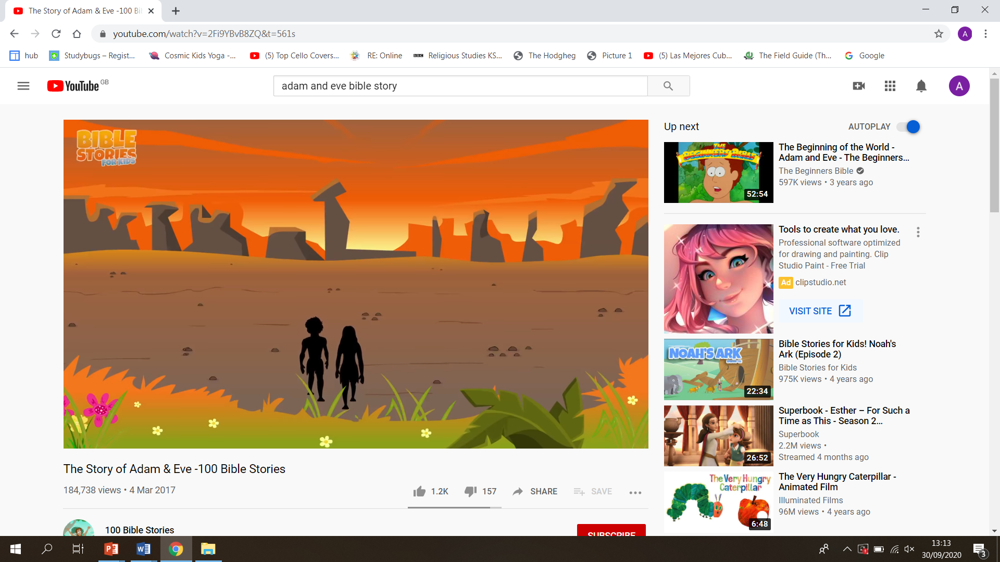 The Story of Adam & Eve -100 Bi
youtube.com/watch?v=2Fi9YBvB8ZQ&t=561s
A
hub
Studybugs – Regist...
Cosmic Kids Yoga -...
(5) Top Cello Covers...
RE: Online
BBC
Religious Studies KS...
The Hodgheg
Picture 1
(5) Las Mejores Cub...
The Field Guide (Th...
Google
YouTube GB
adam and eve bible story
A
BIBLE
STORIES
FOR KIDS
The Story of Adam & Eve -100 Bible Stories
184,738 views • 4 Mar 2017
1.2K
157
SHARE
SAVE
100 Bible Stories
SUBSCRIBE
Up next
AUTOPLAY
THE
BEGINNERS BIBLE
52:54
The Beginning of the World -
Adam and Eve - The Beginners...
The Beginners Bible
597K views • 3 years ago
Tools to create what you love.
Professional software optimized
for drawing and painting. Clip
Studio Paint - Free Trial
Ad clipstudio.net
VISIT SITE
NOAH'S ARK
22:34
Bible Stories for Kids! Noah's
Ark (Episode 2)
Bible Stories for Kids
975K views • 4 years ago
26:52
Superbook - Esther – For Such a
Time as This - Season 2...
Superbook
2.2M views •
Streamed 4 months ago
The Very Hungry
Caterpillar
6:48
The Very Hungry Caterpillar -
Animated Film
Illuminated Films
96M views • 4 years ago
13:13
30/09/2020
3